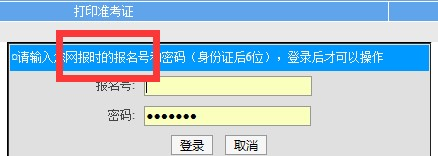 打印准考证
请输入您网报时的报名号和密码（身份证后6位），登录后才可以操作
报名号:
密码: ●●●●●●●
登录 取消